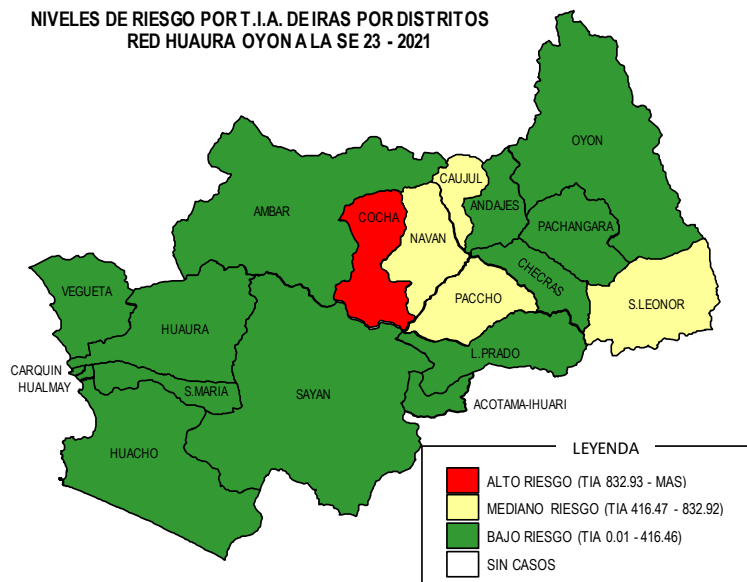 NIVELES DE RIESGO POR T.I.A. DE IRAS POR DISTRITOS
RED HUAURA OYON A LA SE 23 - 2021
OYON
CAUJUL
ANDAJES
AMBAR
COCHA
NAVAN
PACHANGARA
CHECRAS
VEGUETA
PACCHO
S.LEONOR
HUAURA
L.PRADO
CARQUIN
HUALMAY
S.MARIA
SAYAN
ACOTAMA-IHUARI
HUACHO
LEYENDA
ALTO RIESGO (TIA 832.93 - MAS)
MEDIANO RIESGO (TIA 416.47 - 832.92)
BAJO RIESGO (TIA 0.01 - 416.46)
SIN CASOS